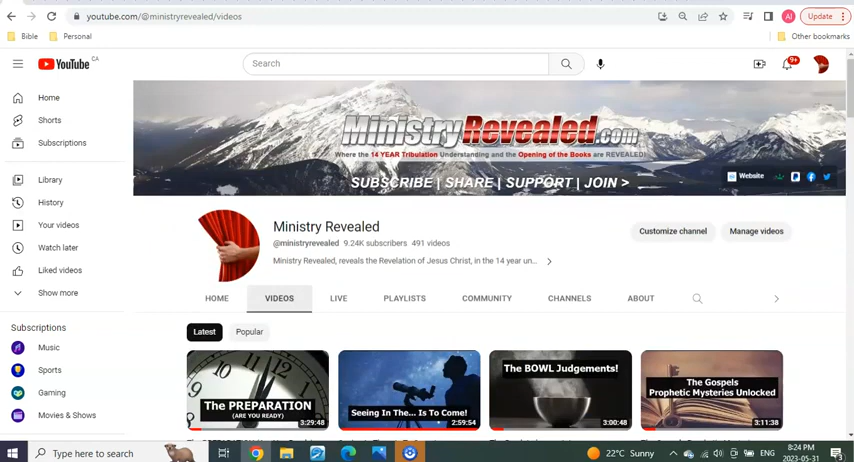 youtube.com/@ministryrevealed/videos
AI
Update
Bible
Personal
Other bookmarks
YouTube CA
Search
9+
Home
Shorts
Subscriptions
Library
History
Your videos
Watch later
Liked videos
Show more
Subscriptions
Music
Sports
Gaming
Movies & Shows
MinistryRevealed.com
Where the 14 YEAR Tribulation Understanding and the Opening of the Books are REVEALED!
SUBSCRIBE | SHARE | SUPPORT | JOIN >
Website
Ministry Revealed
@ministryrevealed 9.24K subscribers 491 videos
Ministry Revealed, reveals the Revelation of Jesus Christ, in the 14 year un...
Customize channel
Manage videos
HOME
VIDEOS
LIVE
PLAYLISTS
COMMUNITY
CHANNELS
ABOUT
Latest
Popular
The PREPARATION
(ARE YOU READY)
3:29:48
Seeing In The... Is To Come!
2:59:54
The BOWL Judgements!
3:00:48
The Gospels
Prophetic Mysteries Unlocked
3:11:38
Type here to search
22°C Sunny
ENG
8:24 PM
2023-05-31
3